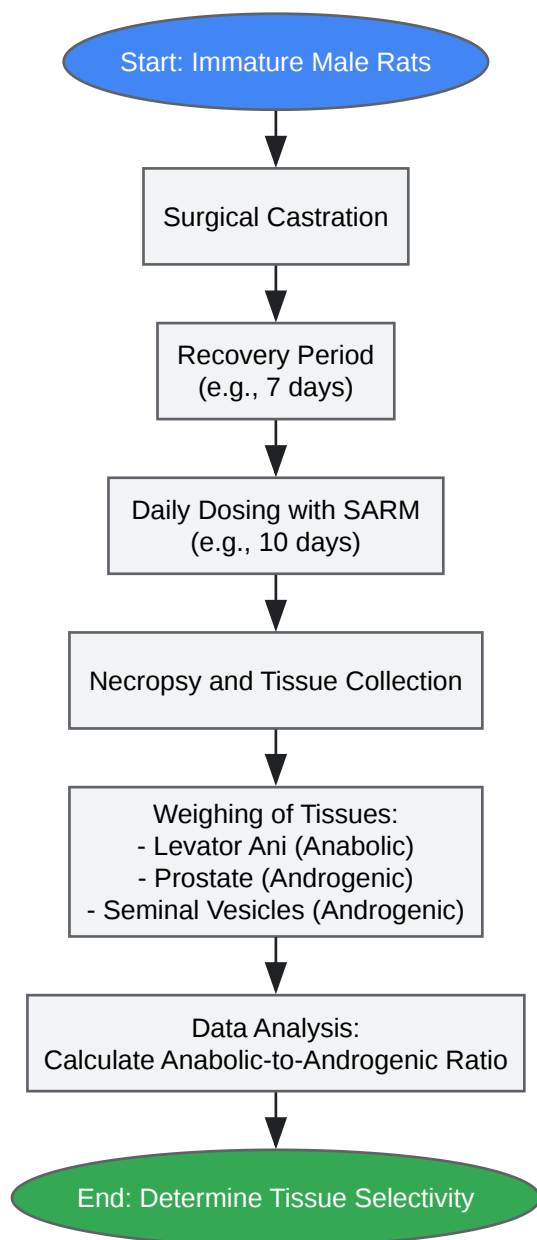 Start: Immature Male Rats
Surgical Castration
Recovery Period
(e.g., 7 days)
Daily Dosing with SARM
(e.g., 10 days)
Necropsy and Tissue Collection
Weighing of Tissues:
- Levator Ani (Anabolic)
- Prostate (Androgenic)
- Seminal Vesicles (Androgenic)
Data Analysis:
Calculate Anabolic-to-Androgenic Ratio
End: Determine Tissue Selectivity